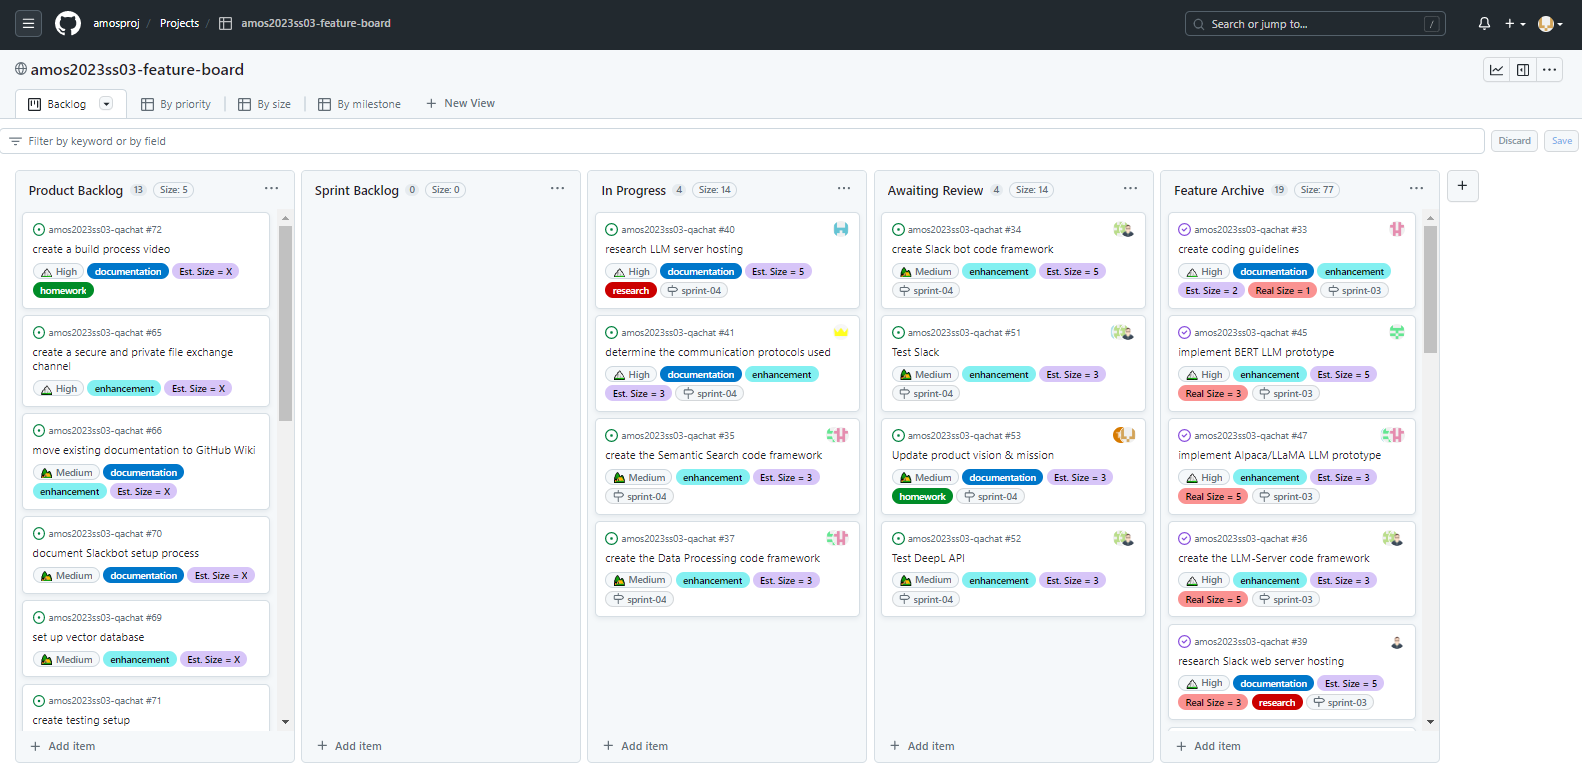 amosproj / Projects / amos2023ss03-feature-board
Search or jump to... /
amos2023ss03-feature-board
Backlog
By priority
By size
By milestone
New View
Filter by keyword or by field
Discard
Save
Product Backlog 13 Size: 5
amos2023ss03-qachat #72
create a build process video
High documentation Est. Size = X
homework
amos2023ss03-qachat #65
create a secure and private file exchange
channel
High enhancement Est. Size = X
amos2023ss03-qachat #66
move existing documentation to GitHub Wiki
Medium documentation
enhancement Est. Size = X
amos2023ss03-qachat #70
document Slackbot setup process
Medium documentation Est. Size = X
amos2023ss03-qachat #69
set up vector database
Medium enhancement Est. Size = X
amos2023ss03-qachat #71
create testing setup
Add item
Sprint Backlog 0 Size: 0
Add item
In Progress 4 Size: 14
amos2023ss03-qachat #40
research LLM server hosting
High documentation Est. Size = 5
research sprint-04
amos2023ss03-qachat #41
determine the communication protocols used
High documentation enhancement
Est. Size = 3 sprint-04
amos2023ss03-qachat #35
create the Semantic Search code framework
Medium enhancement Est. Size = 3
sprint-04
amos2023ss03-qachat #37
create the Data Processing code framework
Medium enhancement Est. Size = 3
sprint-04
Add item
Awaiting Review 4 Size: 14
amos2023ss03-qachat #34
create Slack bot code framework
Medium enhancement Est. Size = 5
sprint-04
amos2023ss03-qachat #51
Test Slack
Medium enhancement Est. Size = 3
sprint-04
amos2023ss03-qachat #53
Update product vision & mission
Medium documentation Est. Size = 3
homework sprint-04
amos2023ss03-qachat #52
Test DeepL API
Medium enhancement Est. Size = 3
sprint-04
Add item
Feature Archive 19 Size: 77
amos2023ss03-qachat #33
create coding guidelines
High documentation enhancement
Est. Size = 2 Real Size = 1 sprint-03
amos2023ss03-qachat #45
implement BERT LLM prototype
High enhancement Est. Size = 5
Real Size = 3 sprint-03
amos2023ss03-qachat #47
implement Alpaca/LLaMA LLM prototype
High enhancement Est. Size = 3
Real Size = 5 sprint-03
amos2023ss03-qachat #36
create the LLM-Server code framework
High enhancement Est. Size = 3
Real Size = 5 sprint-03
amos2023ss03-qachat #39
research Slack web server hosting
High documentation Est. Size = 5
Real Size = 3 research sprint-03
Add item